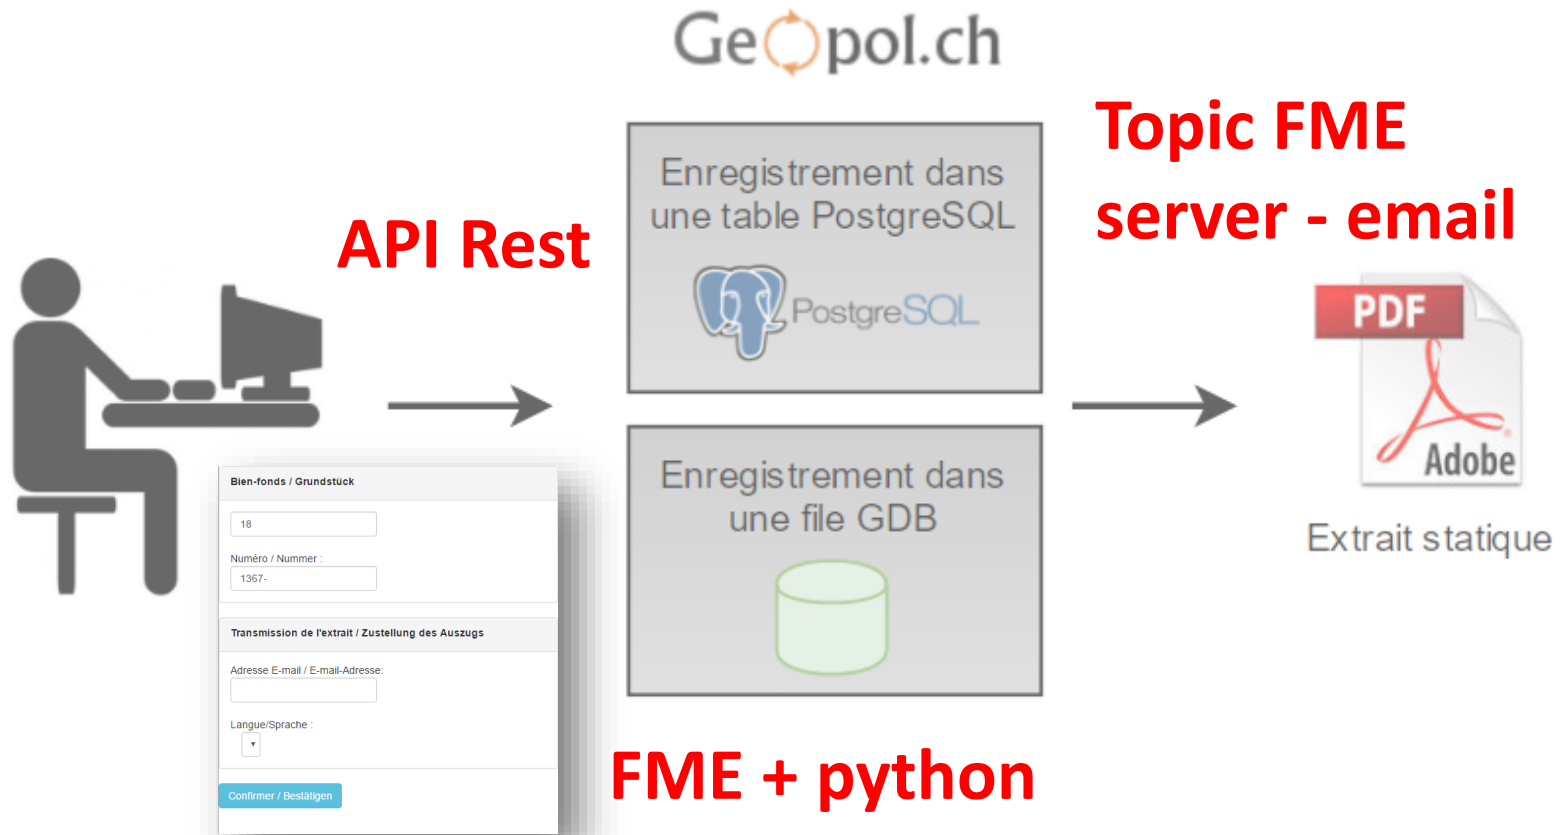 Geopol.ch
Topic FME
server - email
API Rest
Enregistrement dans
une table PostgreSQL
PostgreSQL
Enregistrement dans
une file GDB
PDF
Adobe
Extrait statique
Bien-fonds / Grundstück
18
Numéro / Nummer :
1367-
Transmission de l'extrait / Zustellung des Auszugs
Adresse E-mail / E-mail-Adresse:
Langue/Sprache :
Confirmer / Bestätigen
FME + python